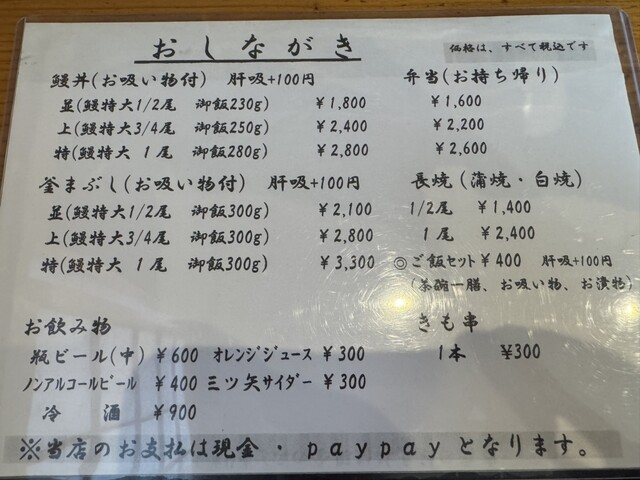 おしながき
価格は、すべて税込です
鰻丼(お吸い物付) 肝吸+100円
並(鰻特大1/2尾 御飯230g) ¥1,800
上(鰻特大3/4尾 御飯250g) ¥2,400
特(鰻特大 1尾 御飯280g) ¥2,800
弁当(お持ち帰り)
¥1,600
¥2,200
¥2,600
釜まぶし(お吸い物付) 肝吸+100円
並(鰻特大1/2尾 御飯300g) ¥2,100
上(鰻特大3/4尾 御飯300g) ¥2,800
特(鰻特大 1尾 御飯300g) ¥3,300
長焼(蒲焼・白焼)
1/2尾 ¥1,400
1尾 ¥2,400
◎ご飯セット¥400 肝吸+100円
(茶碗一膳、お吸い物、お漬物)
お飲み物
瓶ビール(中) ¥600 オレンジジュース ¥300
ノンアルコールビール ¥400 三ツ矢サイダー ¥300
冷 酒 ¥900
きも串
1本 ¥300
※当店のお支払は現金・paypayとなります。